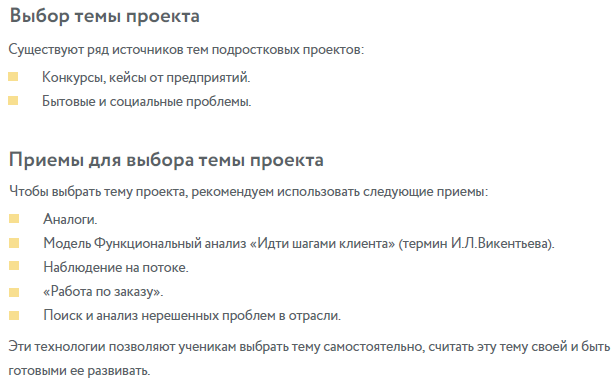 Выбор темы проекта
Существуют ряд источников тем подростковых проектов:
Конкурсы, кейсы от предприятий.
Бытовые и социальные проблемы.
Приемы для выбора темы проекта
Чтобы выбрать тему проекта, рекомендуем использовать следующие приемы:
Аналоги.
Модель Функциональный анализ «Идти шагами клиента» (термин И.Л.Викентьева).
Наблюдение на потоке.
«Работа по заказу».
Поиск и анализ нерешенных проблем в отрасли.
Эти технологии позволяют ученикам выбрать тему самостоятельно, считать эту тему своей и быть
готовыми ее развивать.